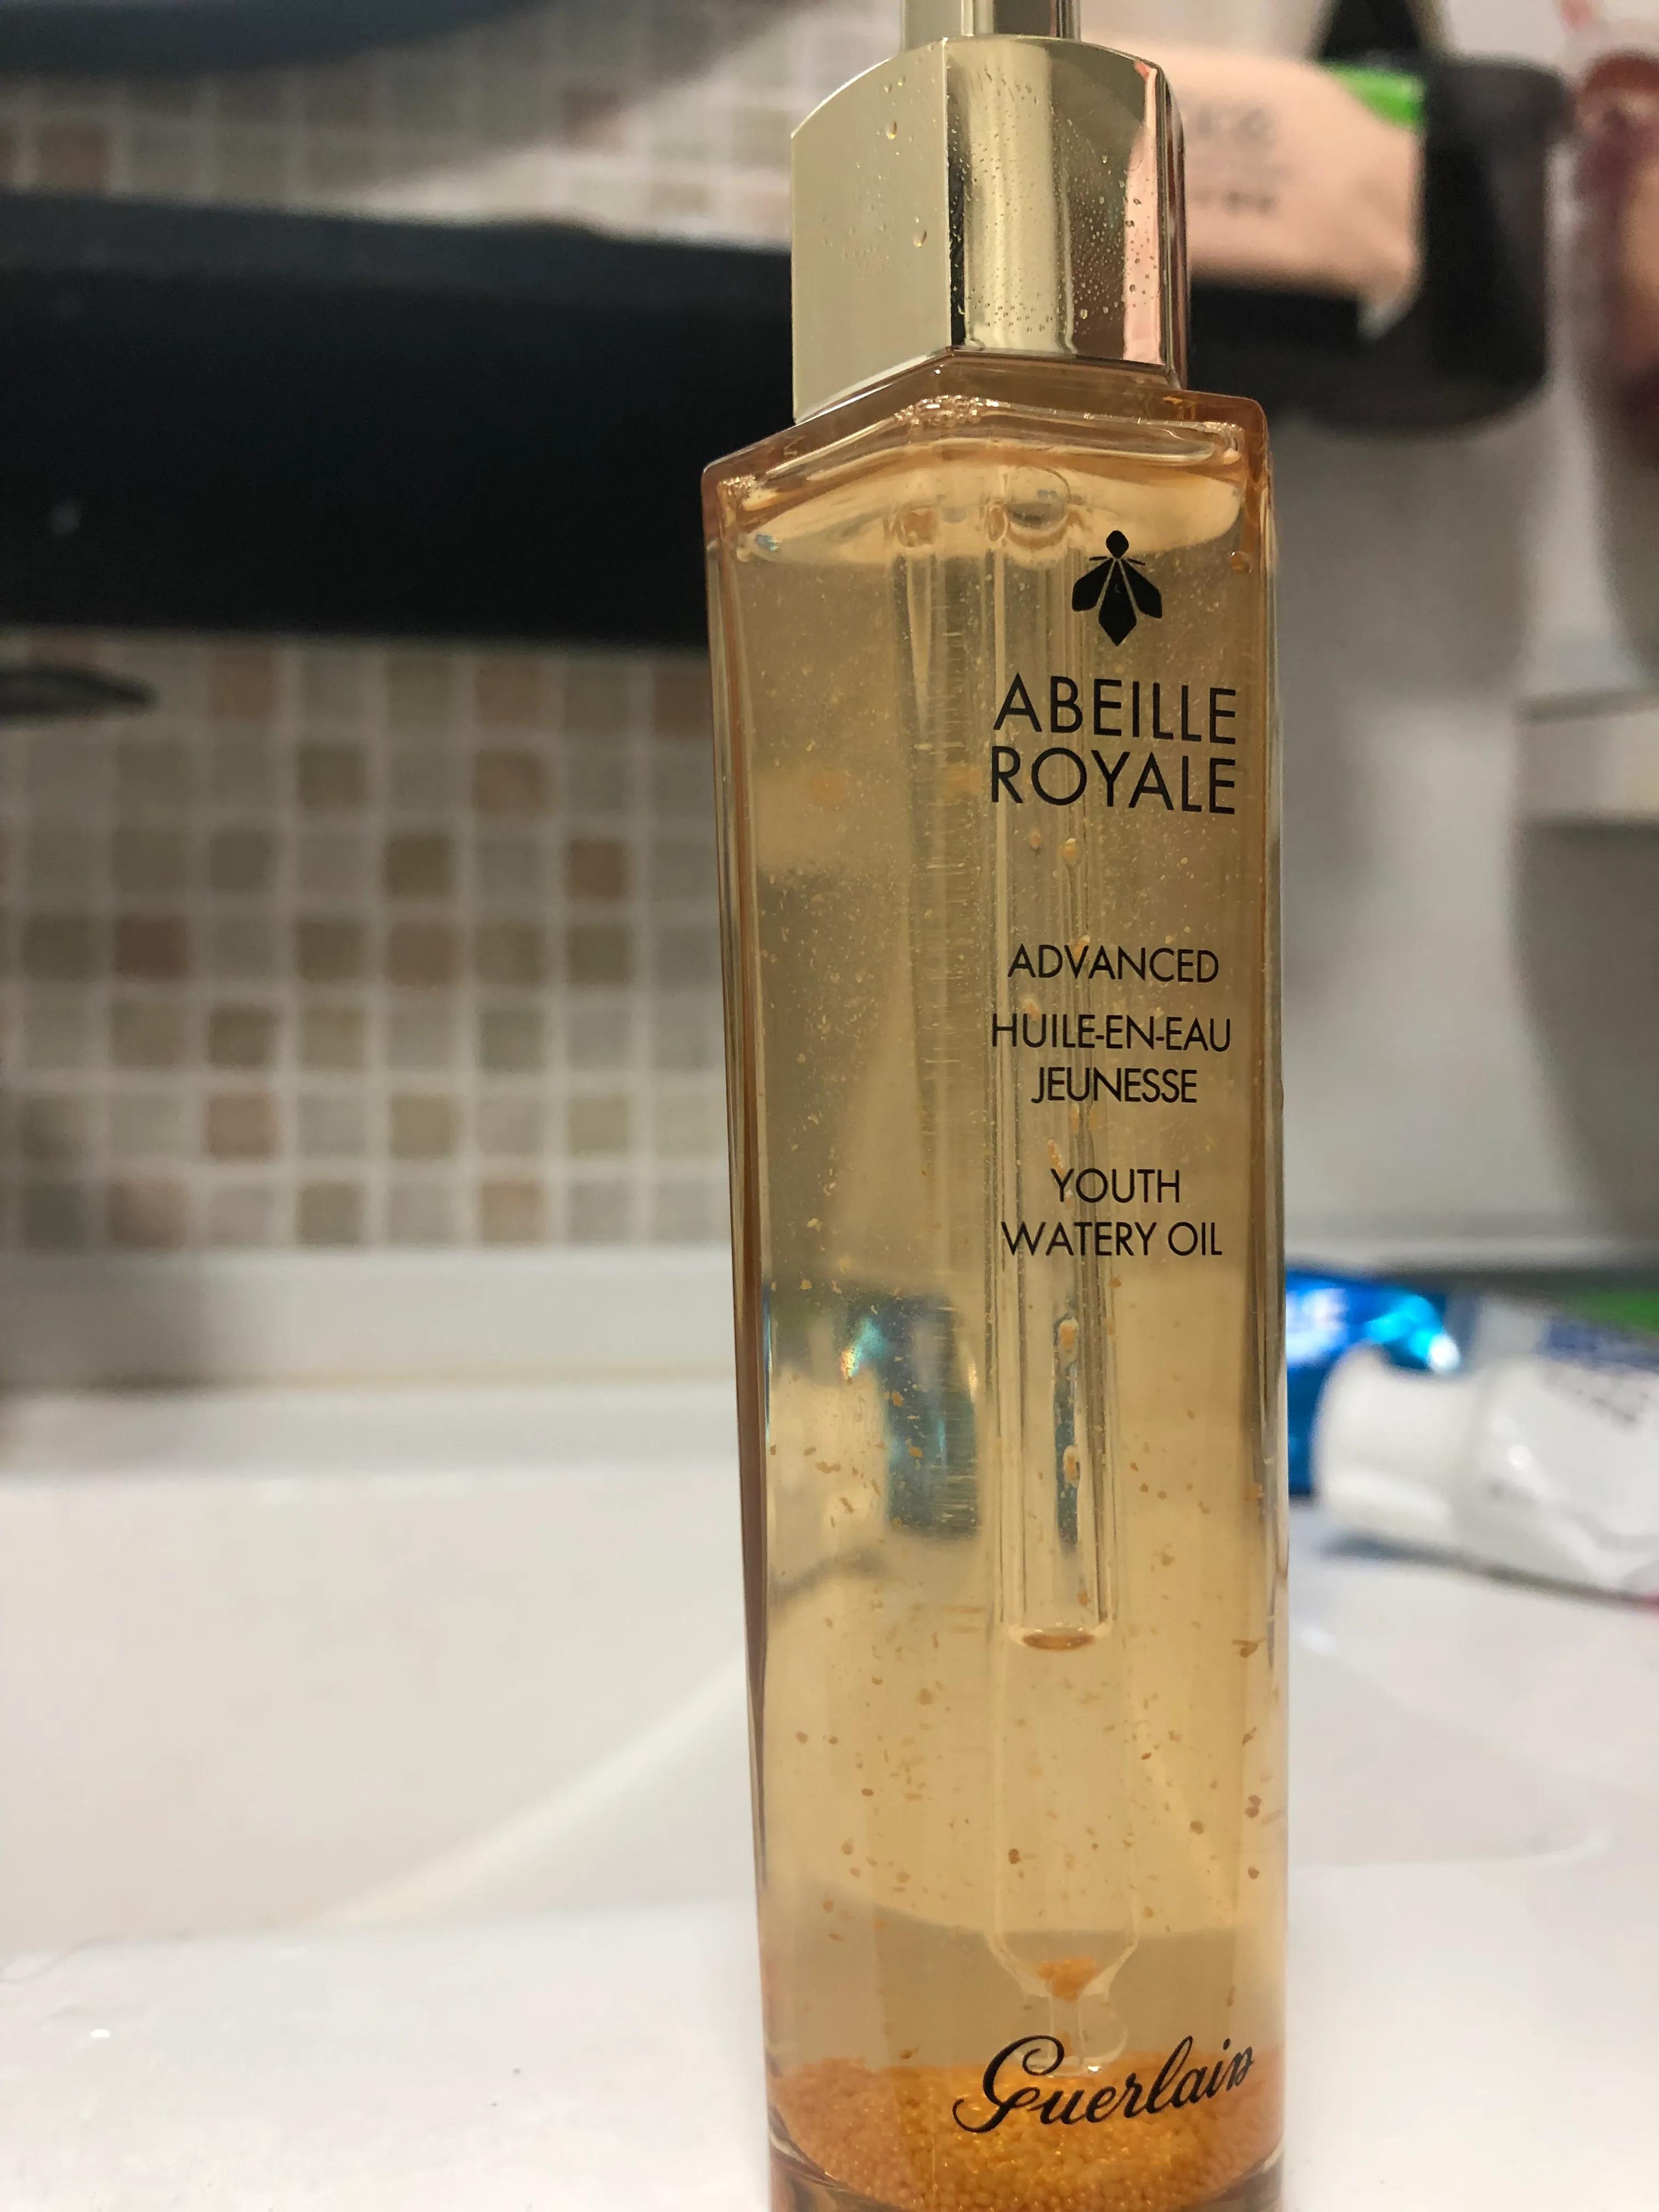 ABEILLE
ROYALE
ADVANCED
HUILE-EN-EAU
JEUNESSE
YOUTH
WATERY OIL
Guerlain